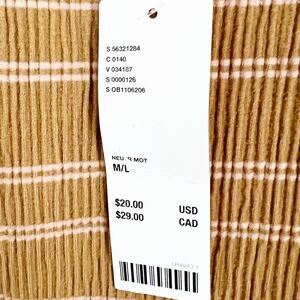 S 56321284
C 0140
V 034187
S 0000126
S OB1106206
M/L
$20.00 USD
$29.00 CAD